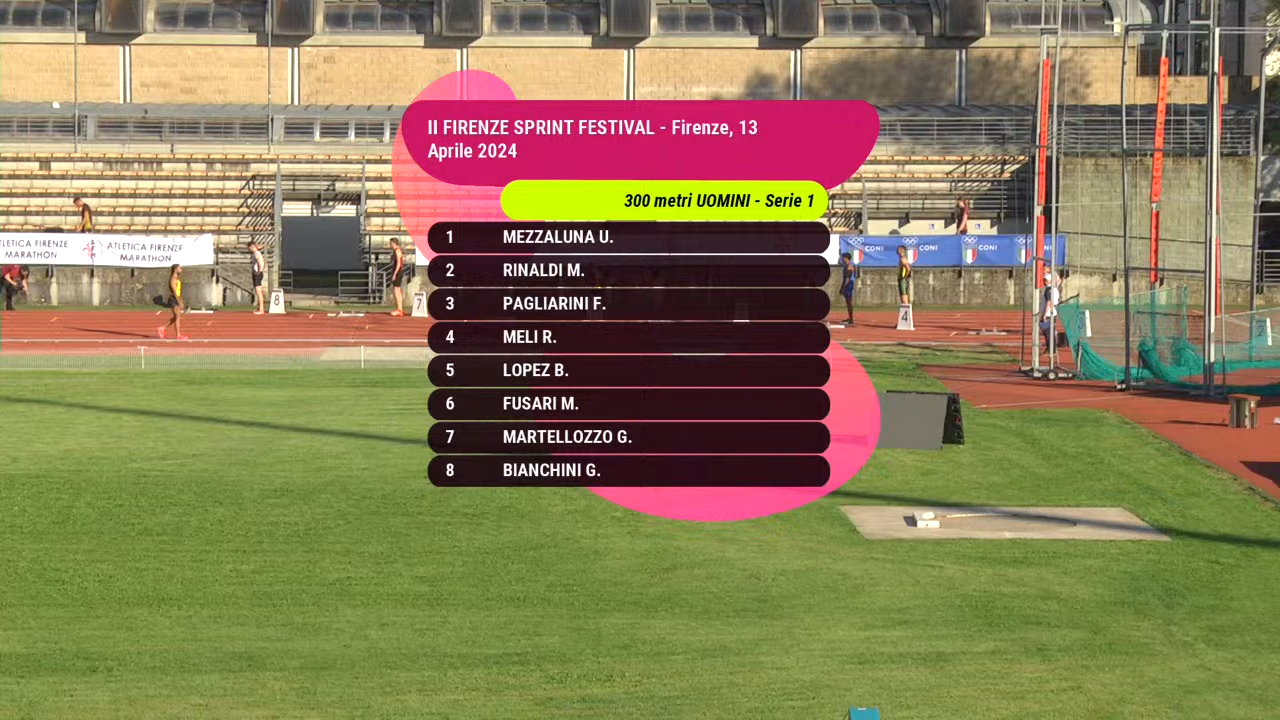 II FIRENZE SPRINT FESTIVAL - Firenze, 13
Aprile 2024
300 metri UOMINI - Serie 1
1 MEZZALUNA U.
2 RINALDI M.
3 PAGLIARINI F.
4 MELI R.
5 LOPEZ B.
6 FUSARI M.
7 MARTELLOZZO G.
8 BIANCHINI G.
ATLETICA FIRENZE
MARATHON
ATLETICA FIRENZE
MARATHON
CONI
CONI
CONI
8
7
4